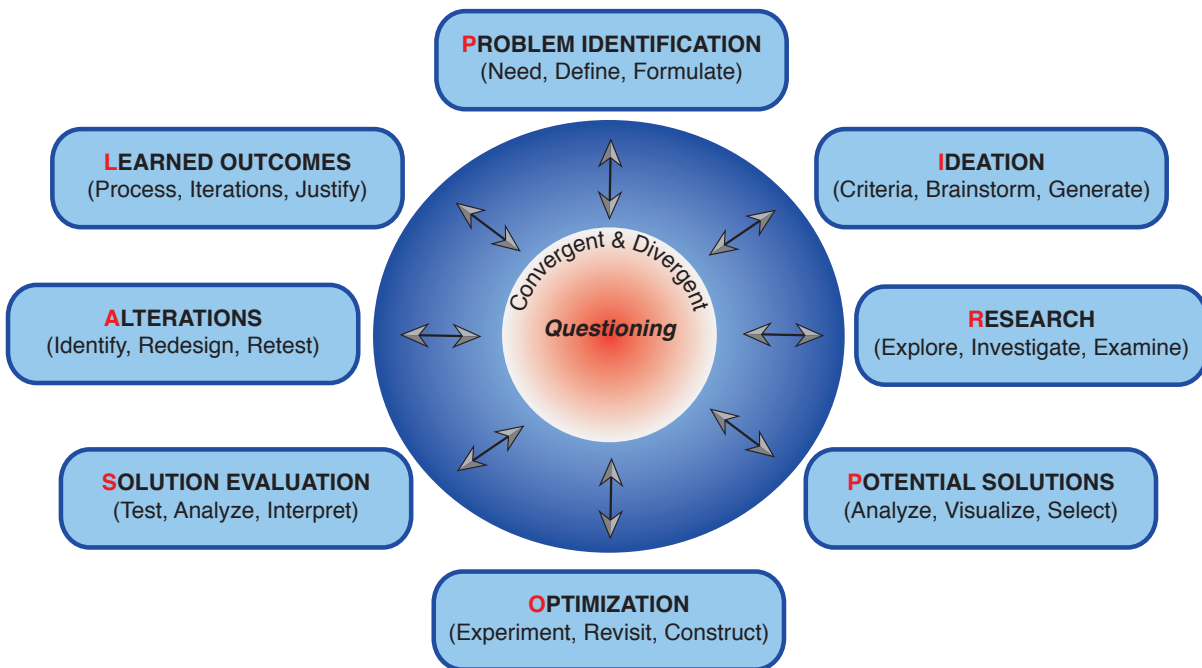 PROBLEM IDENTIFICATION
(Need, Define, Formulate)
IDEATION
(Criteria, Brainstorm, Generate)
RESEARCH
(Explore, Investigate, Examine)
POTENTIAL SOLUTIONS
(Analyze, Visualize, Select)
OPTIMIZATION
(Experiment, Revisit, Construct)
SOLUTION EVALUATION
(Test, Analyze, Interpret)
ALTERATIONS
(Identify, Redesign, Retest)
LEARNED OUTCOMES
(Process, Iterations, Justify)
Convergent & Divergent
Questioning